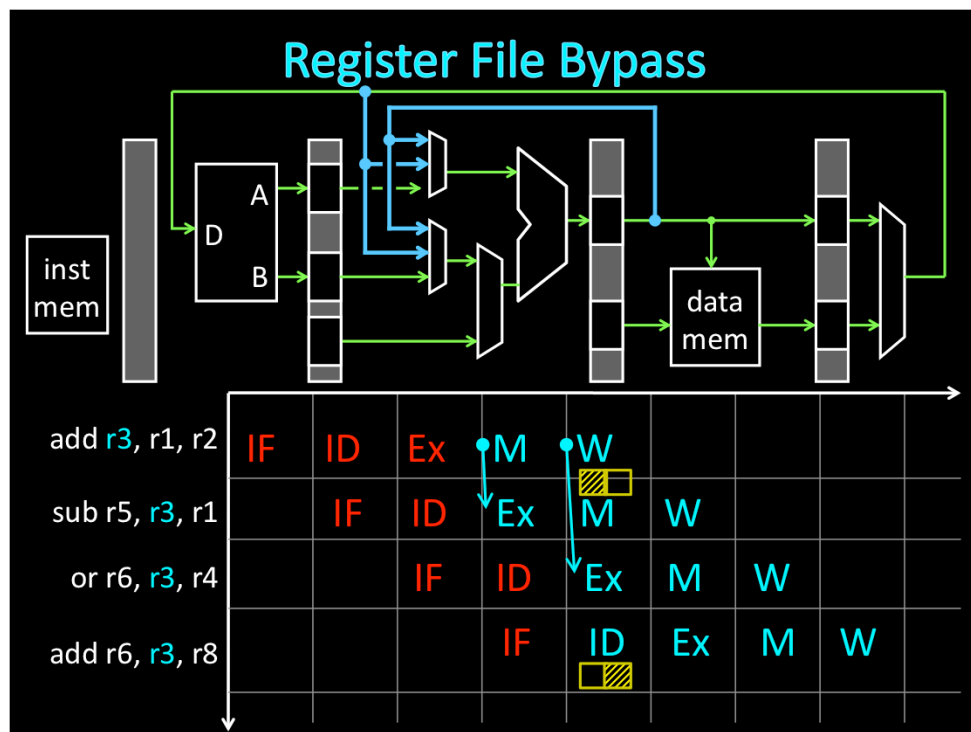 Register File Bypass
A
D
B
inst
mem
data
mem
add r3, r1, r2
IF ID Ex M W
sub r5, r3, r1
IF ID Ex M W
or r6, r3, r4
IF ID Ex M W
add r6, r3, r8
IF ID Ex M W